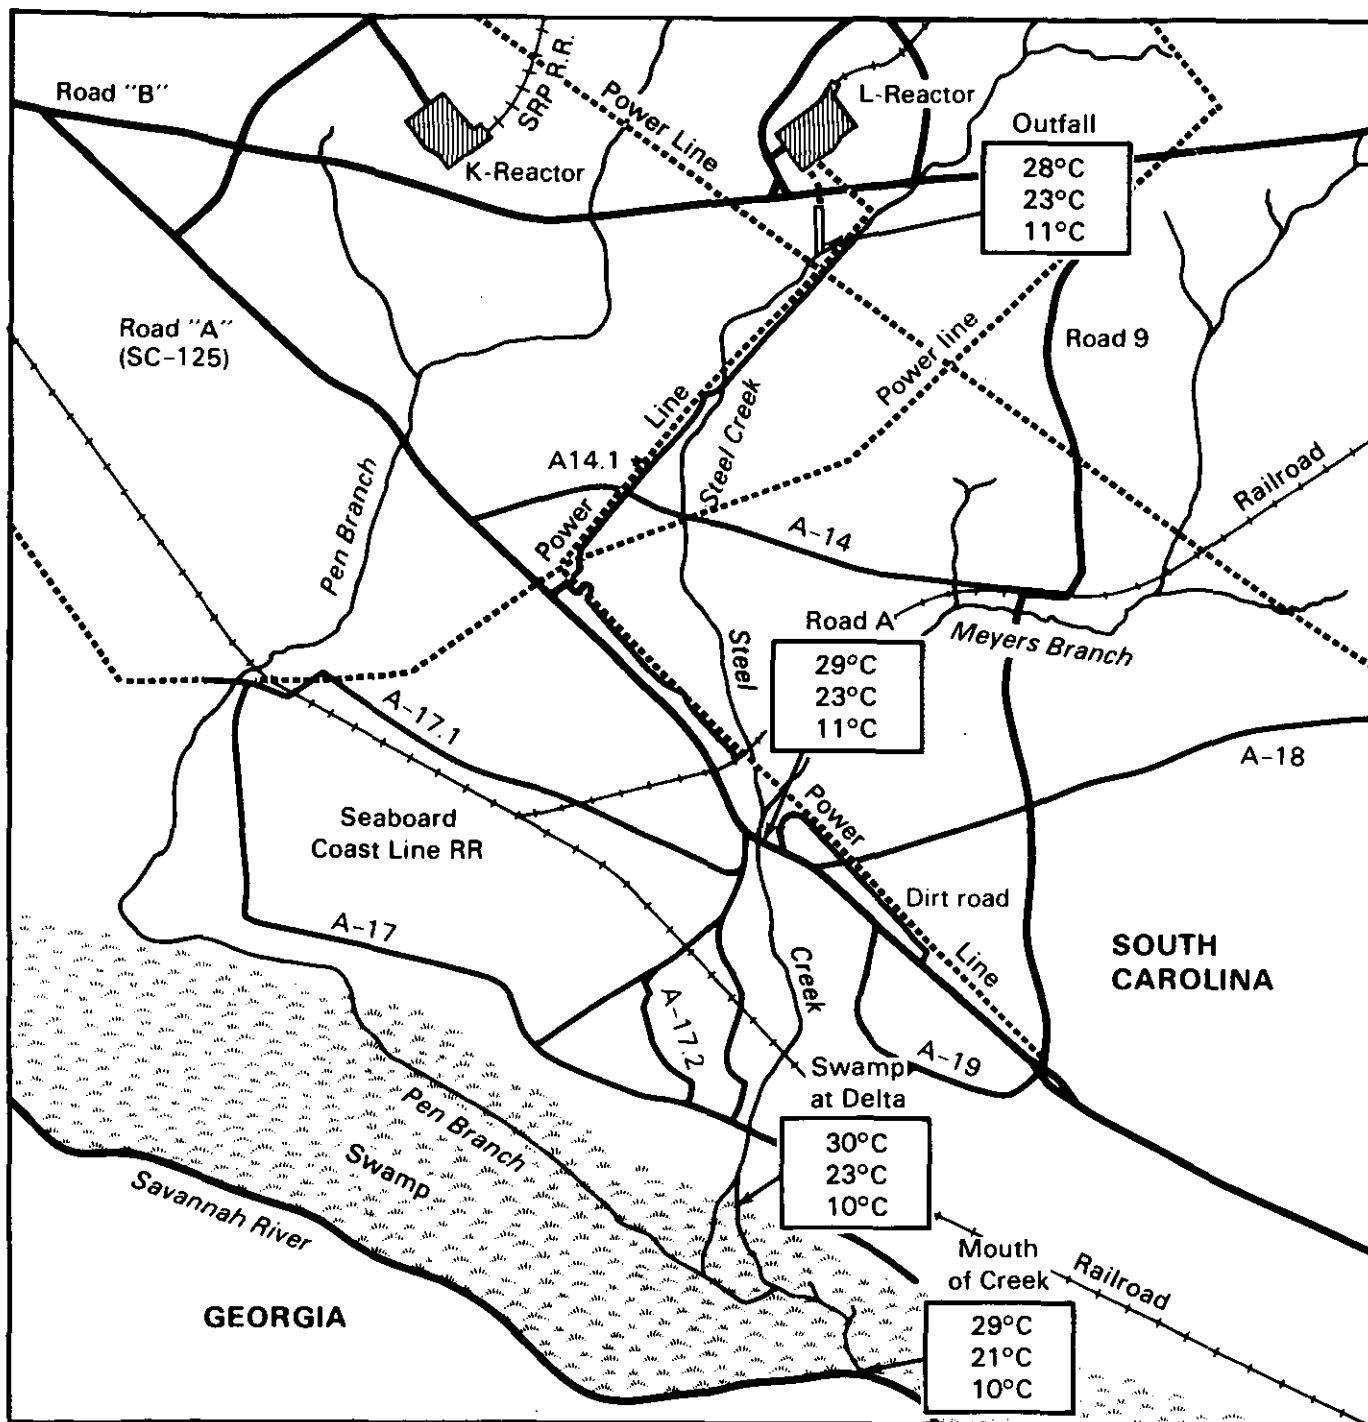 Road "B"
SRP R.R.
K-Reactor
Power Line
L-Reactor
Outfall
28°C
23°C
11°C
Road "A"
(SC-125)
Road 9
Power line
Power Line
A14.1
Steel Creek
Pen Branch
A-14
Railroad
Road A
29°C
23°C
11°C
Meyers Branch
Steel
A-17.1
A-18
Seaboard
Coast Line RR
Power
Dirt road
Line
A-17
Creek
SOUTH
CAROLINA
A-17.2
A-19
Swamp
at Delta
30°C
23°C
10°C
Pen Branch
Swamp
Savannah River
Mouth
of Creek
29°C
21°C
10°C
Railroad
GEORGIA